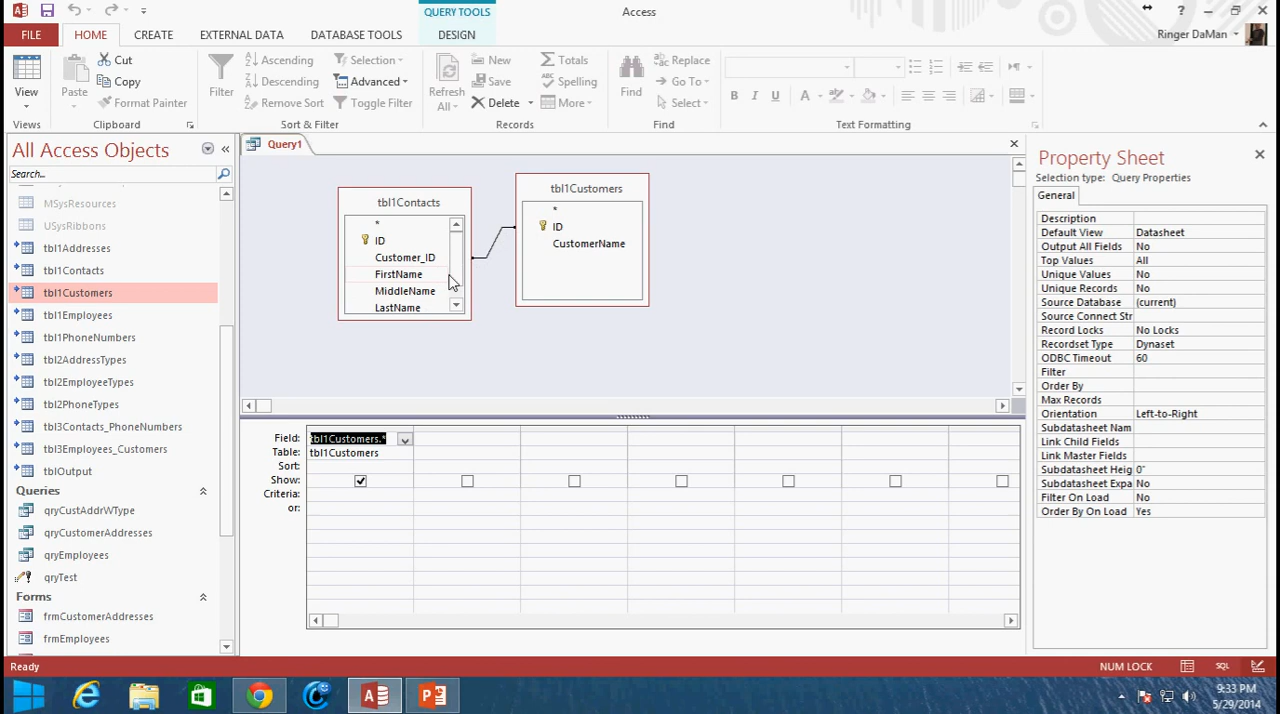 QUERY TOOLS
Access
FILE
HOME
CREATE
EXTERNAL DATA
DATABASE TOOLS
DESIGN
Ringer DaMan
View
Views
Paste
Cut
Copy
Format Painter
Clipboard
Filter
Ascending
Descending
Remove Sort
Selection
Advanced
Toggle Filter
Sort & Filter
Refresh
All
New
Save
Delete
Totals
Spelling
More
Records
Find
Replace
Go To
Select
Find
B I U A
Text Formatting
All Access Objects
Search...
MSysResources
USysRibbons
tbl1Addresses
tbl1Contacts
tbl1Customers
tbl1Employees
tbl1PhoneNumbers
tbl2AddressTypes
tbl2EmployeeTypes
tbl2PhoneTypes
tbl3Contacts_PhoneNumbers
tbl3Employees_Customers
tblOutput
Queries
qryCustAddrWType
qryCustomerAddresses
qryEmployees
qryTest
Forms
frmCustomerAddresses
frmEmployees
Query1
tbl1Contacts
*
ID
Customer_ID
FirstName
MiddleName
LastName
tbl1Customers
*
ID
CustomerName
Field: tbl1Customers.*
Table: tbl1Customers
Sort:
Show:
Criteria:
or:
Property Sheet
Selection type: Query Properties
General
Description
Default View Datasheet
Output All Fields No
Top Values All
Unique Values No
Unique Records No
Source Database (current)
Source Connect Str
Record Locks No Locks
Recordset Type Dynaset
ODBC Timeout 60
Filter
Order By
Max Records
Orientation Left-to-Right
Subdatasheet Nam
Link Child Fields
Link Master Fields
Subdatasheet Heig 0"
Subdatasheet Expa No
Filter On Load No
Order By On Load Yes
Ready
NUM LOCK
SQL
9:33 PM
5/29/2014